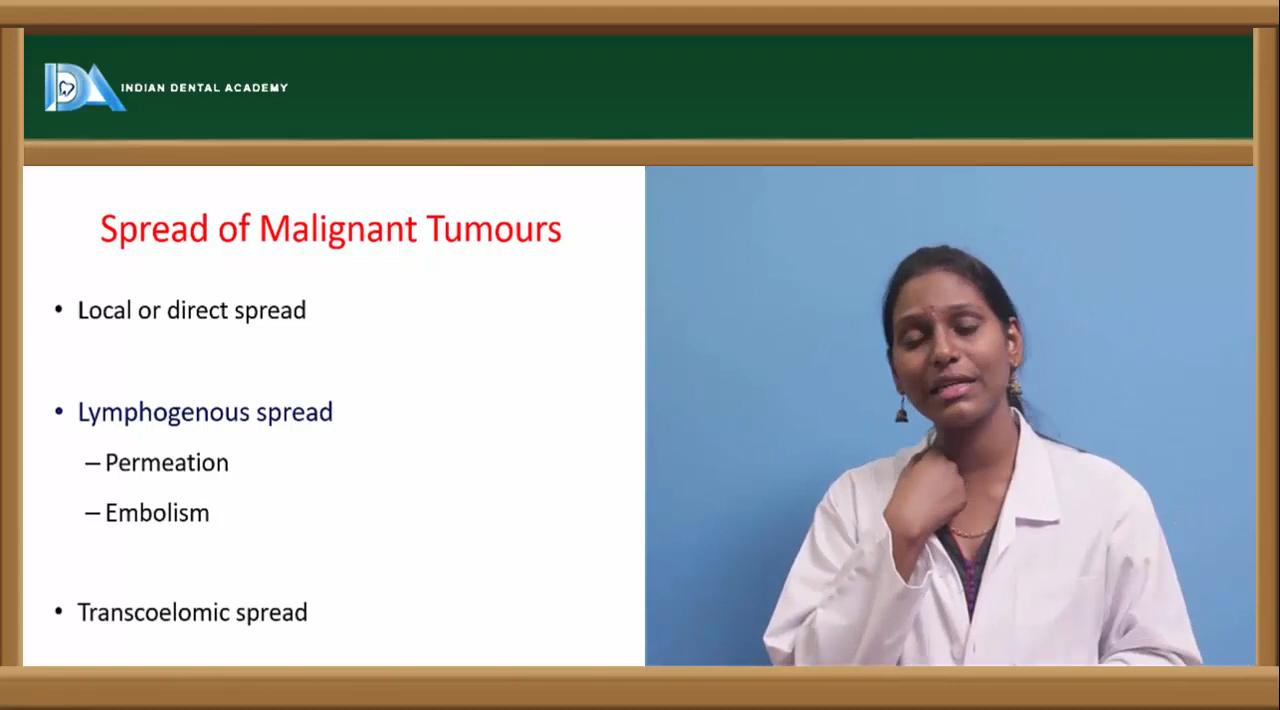 INDIAN DENTAL ACADEMY
Spread of Malignant Tumours
• Local or direct spread
• Lymphogenous spread
– Permeation
– Embolism
• Transcoelomic spread